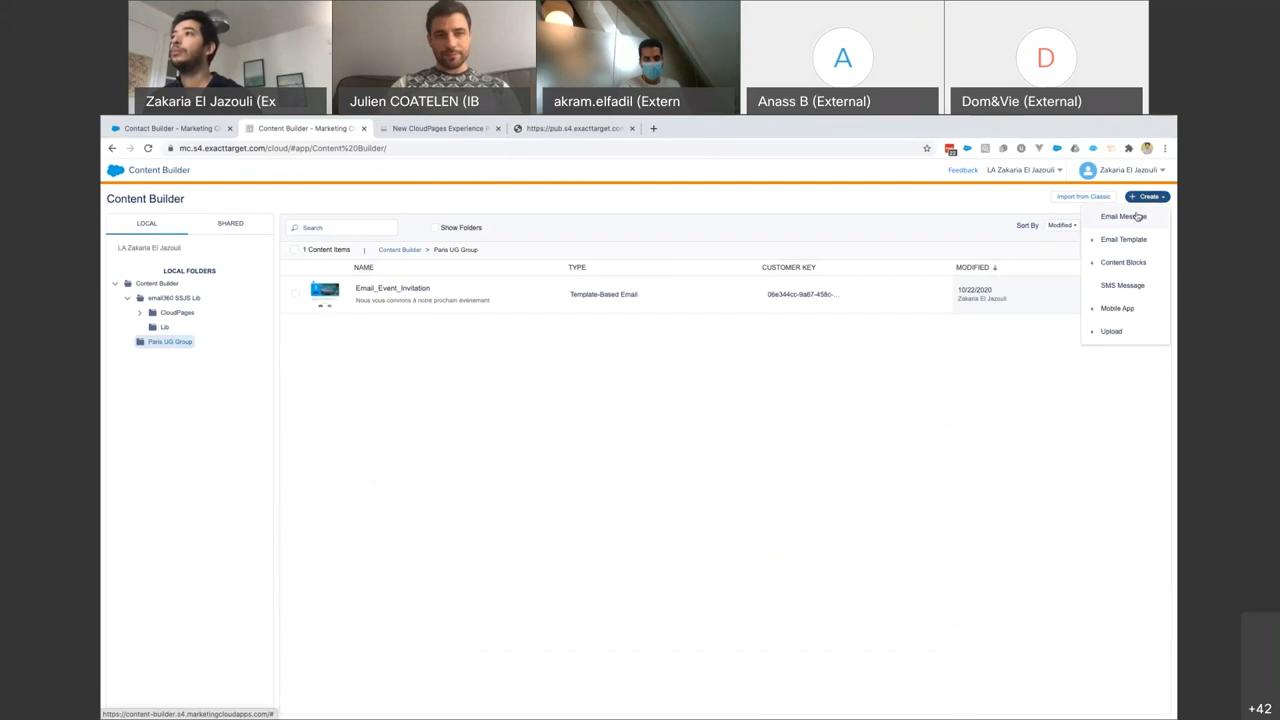 A
D
Zakaria El Jazouli (Ex
Julien COATELEN (IB
akram.elfadil (Extern
Anass B (External)
Dom&Vie (External)
Contact Builder - Marketing C
Content Builder - Marketing C
New CloudPages Experience
https://pub.s4.exacttarget.com
mc.s4.exacttarget.com/cloud/#app/Content%20Builder/
Content Builder
Feedback
LA Zakaria El Jazouli
Zakaria El Jazouli
Content Builder
Import from Classic
+ Create
LOCAL
SHARED
Search
Show Folders
Sort By
Modified
Email Message
Email Template
Content Blocks
SMS Message
Mobile App
Upload
LA Zakaria El Jazouli
1 Content Items | Content Builder > Paris UG Group
LOCAL FOLDERS
Content Builder
email360 SSJS Lib
CloudPages
Lib
Paris UG Group
NAME
TYPE
CUSTOMER KEY
MODIFIED
Email_Event_Invitation
Nous vous convions à notre prochain événement
Template-Based Email
06e344cc-9a67-458c-...
10/22/2020
Zakaria El Jazouli
https://content-builder.s4.marketingcloudapps.com/#
+42